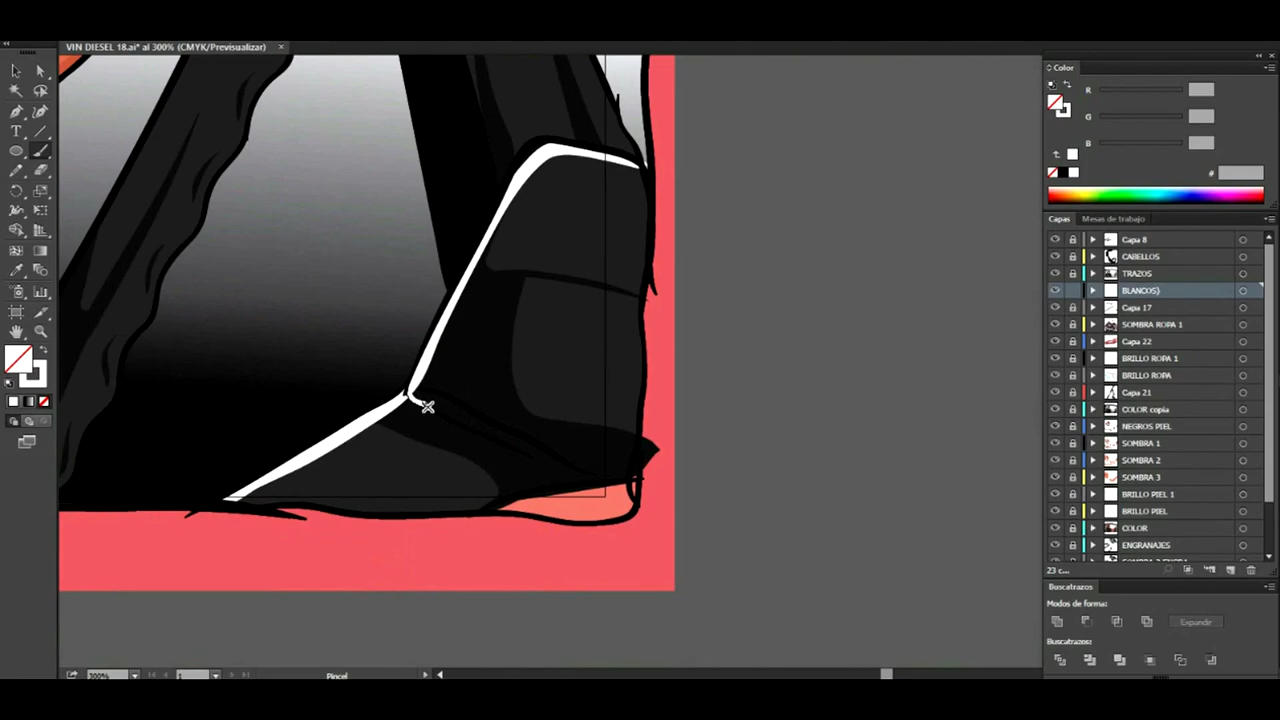 VIN DIESEL 18.ai* al 300% (CMYK/Previsualizar)
Color
R
G
B
#
Capas
Mesas de trabajo
Capa 8
CABELLOS
TRAZOS
BLANCOS}
Capa 17
SOMBRA ROPA 1
Capa 22
BRILLO ROPA 1
BRILLO ROPA
Capa 21
COLOR copia
NEGROS PIEL
SOMBRA 1
SOMBRA 2
SOMBRA 3
BRILLO PIEL 1
BRILLO PIEL
COLOR
ENGRANAJES
23 c...
Buscatrazos
Modos de forma:
Expandir
Buscatrazos:
300%
1
Pincel